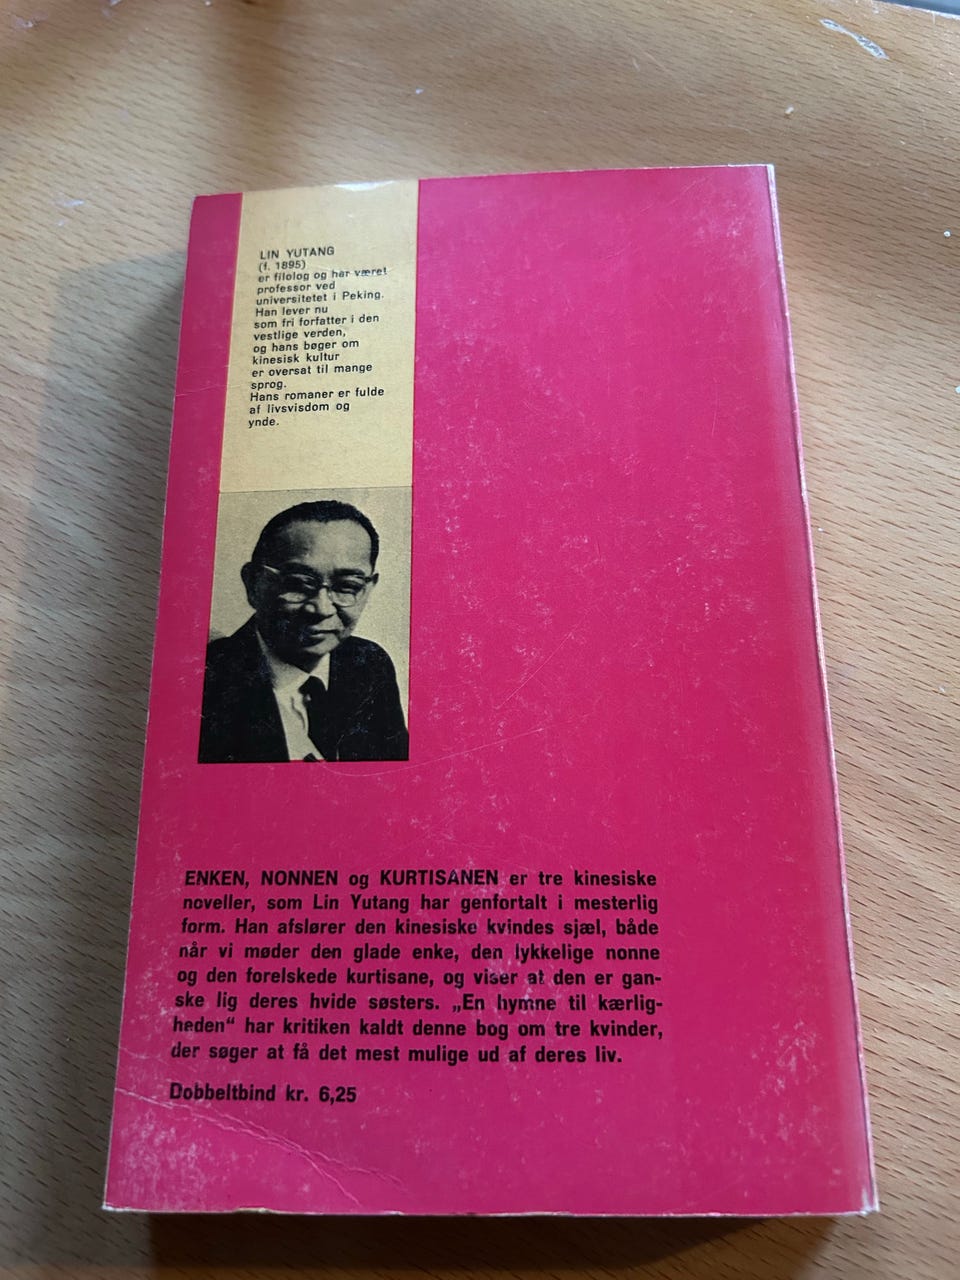 LIN YUTANG
(f. 1895)
er filolog og har været
professor ved
universitetet i Peking.
Han lever nu
som fri forfatter i den
vestlige verden,
og hans bøger om
kinesisk kultur
er oversat til mange
sprog.
Hans romaner er fulde
af livsvisdom og
ynde.
ENKEN, NONNEN og KURTISANEN er tre kinesiske
noveller, som Lin Yutang har genfortalt i mesterlig
form. Han afslører den kinesiske kvindes sjæl, både
når vi møder den glade enke, den lykkelige nonne
og den forelskede kurtisane, og viser at den er gan-
ske lig deres hvide søsters. „En hymne til kærlig-
heden“ har kritiken kaldt denne bog om tre kvinder,
der søger at få det mest mulige ud af deres liv.
Dobbeltbind kr. 6,25